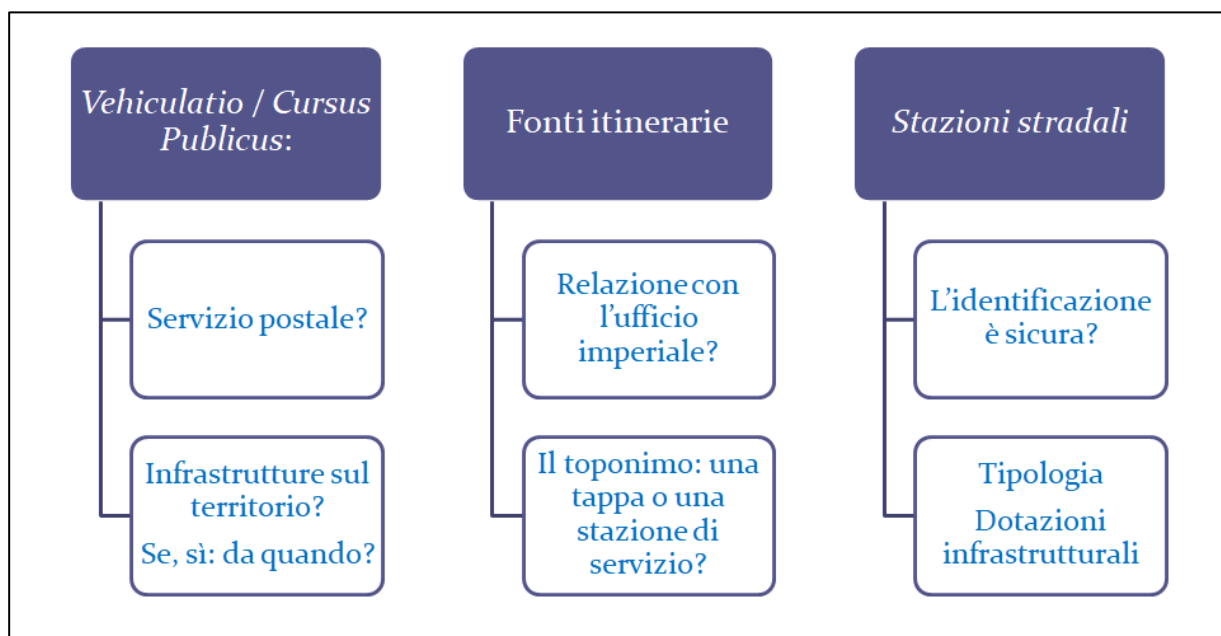 Vehiculatio / Cursus
Publicus:
Servizio postale?
Infrastrutture sul
territorio?
Se, sì: da quando?
Fonti itinerarie
Relazione con
l’ufficio
imperiale?
Il toponimo: una
tappa o una
stazione di
servizio?
Stazioni stradali
L’identificazione
è sicura?
Tipologia
Dotazioni
infrastrutturali